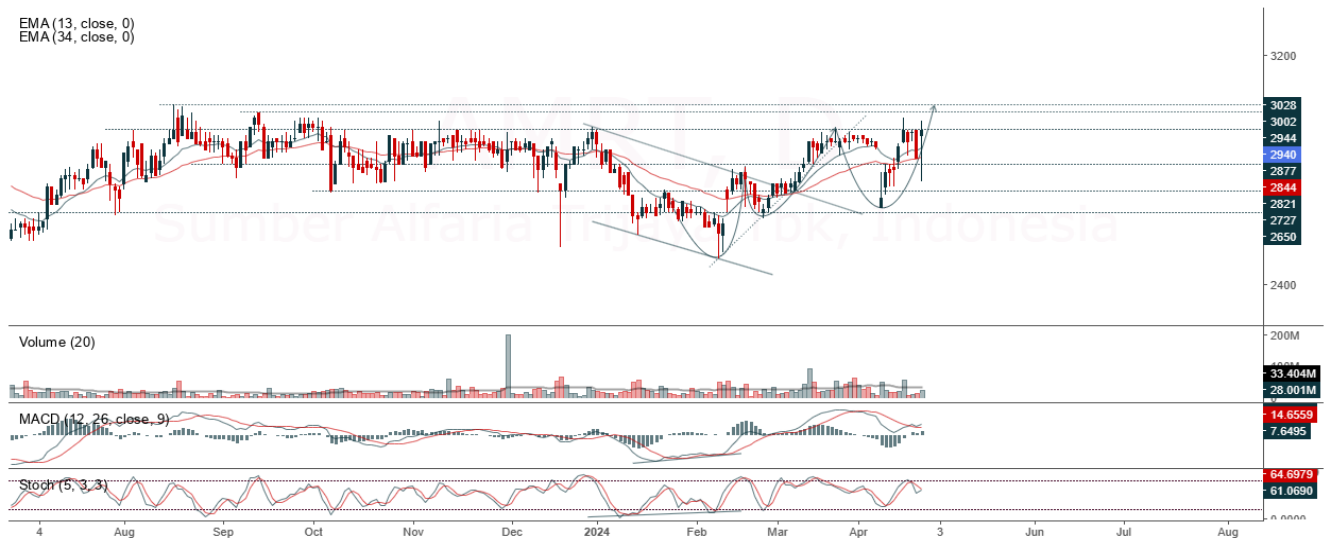 EMA (13, close, 0)
EMA (34, close, 0)
3200
3028
3002
2944
2940
2877
2844
2821
2727
2650
2400
Sumber Alfaria Tbk, Indonesia
Volume (20)
200M
33.404M
28.001M
MACD (12, 26, close, 9)
14.6559
7.6495
Stoch (5, 3, 3)
64.6979
61.0690
0.0000
4 Aug Sep Oct Nov Dec 2024 Feb Mar Apr 3 Jun Jul Aug